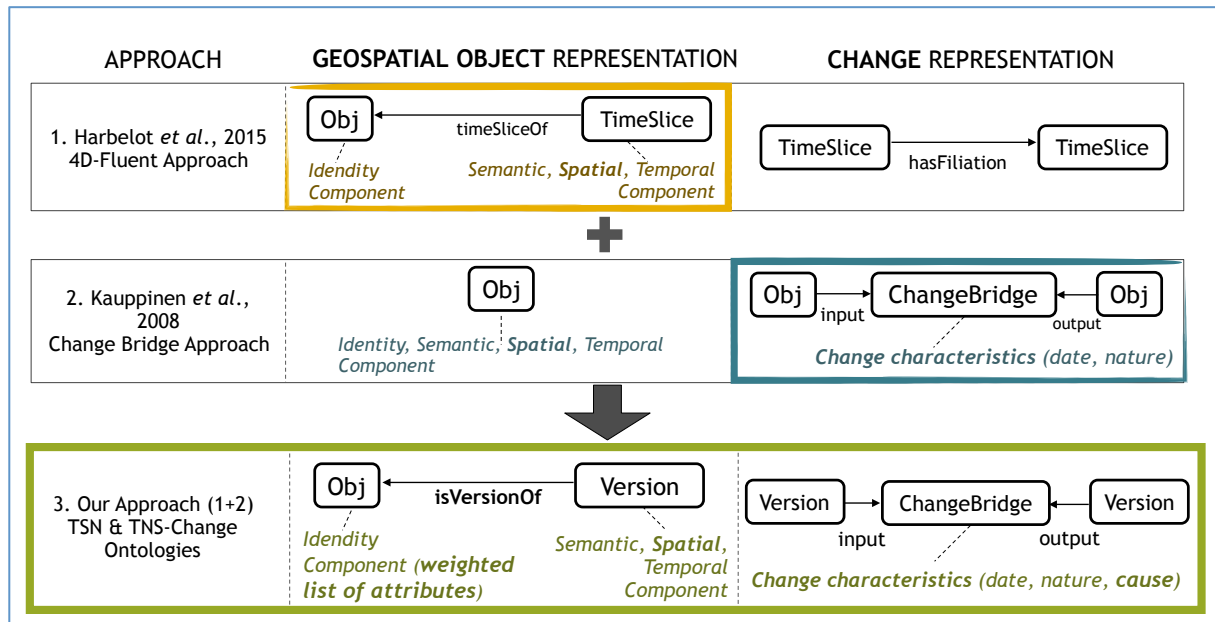 APPROACH
GEOSPATIAL OBJECT REPRESENTATION
CHANGE REPRESENTATION
1. Harbelot et al., 2015
4D-Fluent Approach
Obj
timeSliceOf
TimeSlice
Idendity
Component
Semantic, Spatial, Temporal
Component
TimeSlice
hasFiliation
TimeSlice
2. Kauppinen et al.,
2008
Change Bridge Approach
Obj
Identity, Semantic, Spatial, Temporal
Component
Obj
input
ChangeBridge
output
Obj
Change characteristics (date, nature)
3. Our Approach (1+2)
TSN & TNS-Change
Ontologies
Obj
isVersionOf
Version
Idendity
Component (weighted
list of attributes)
Semantic, Spatial,
Temporal
Component
Version
input
ChangeBridge
output
Version
Change characteristics (date, nature, cause)